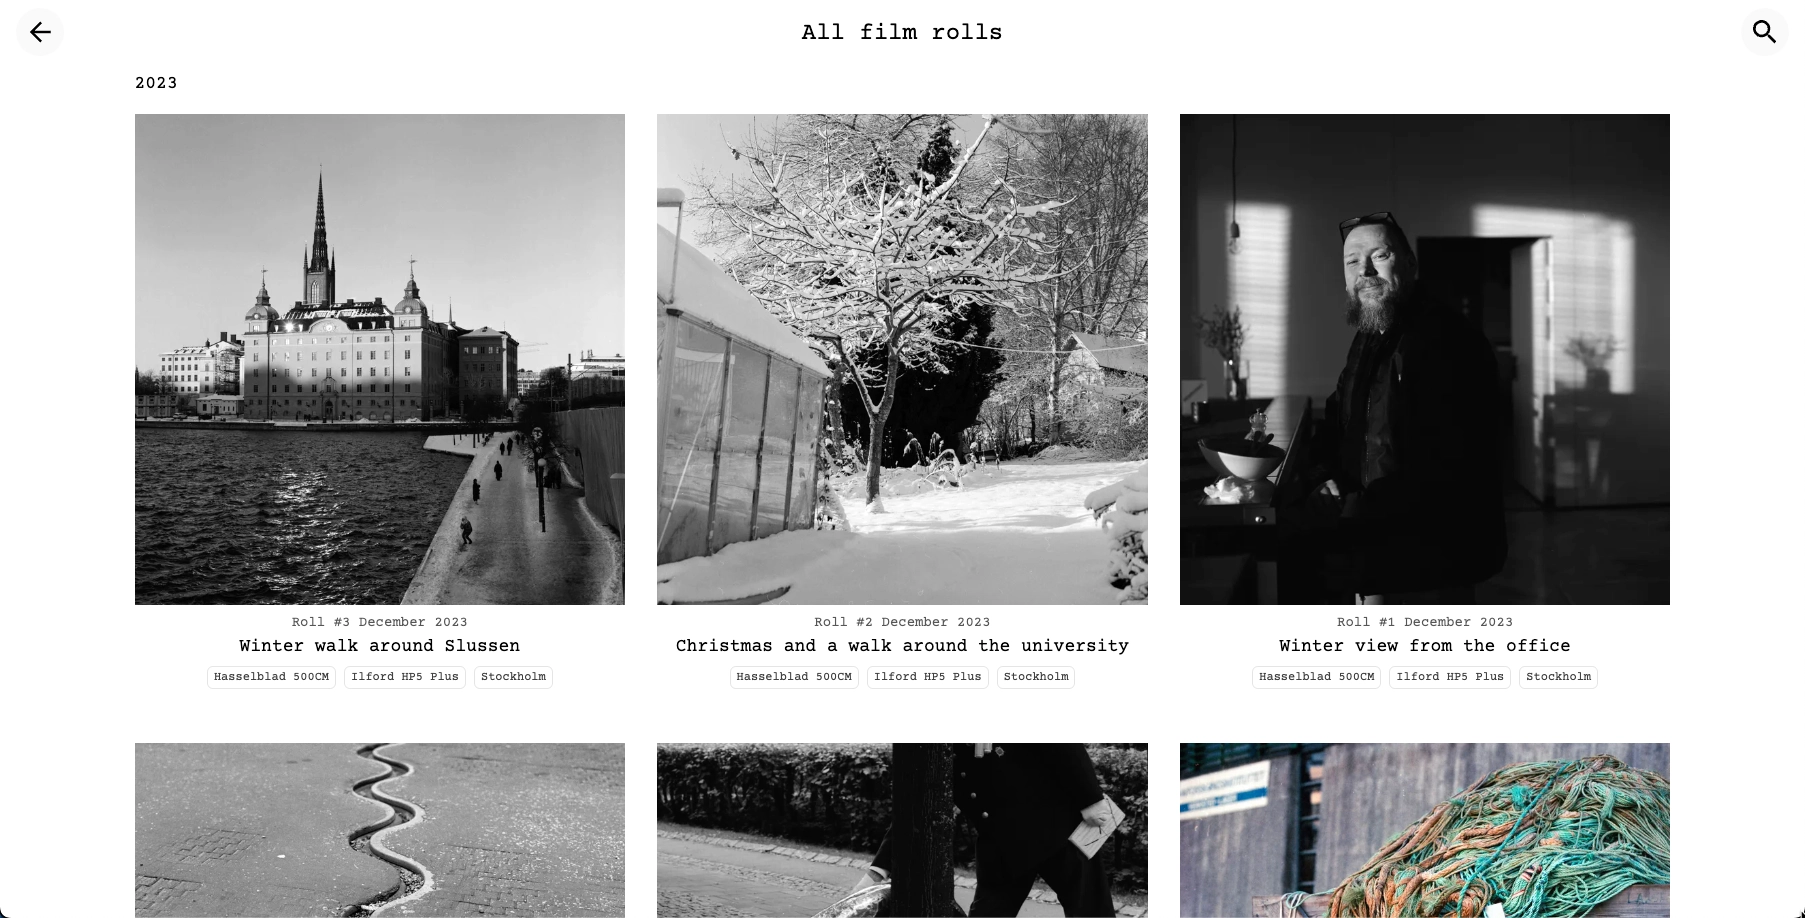 All film rolls
2023
Roll #3 December 2023
Winter walk around Slussen
Hasselblad 500CM
Ilford HP5 Plus
Stockholm
Roll #2 December 2023
Christmas and a walk around the university
Hasselblad 500CM
Ilford HP5 Plus
Stockholm
Roll #1 December 2023
Winter view from the office
Hasselblad 500CM
Ilford HP5 Plus
Stockholm